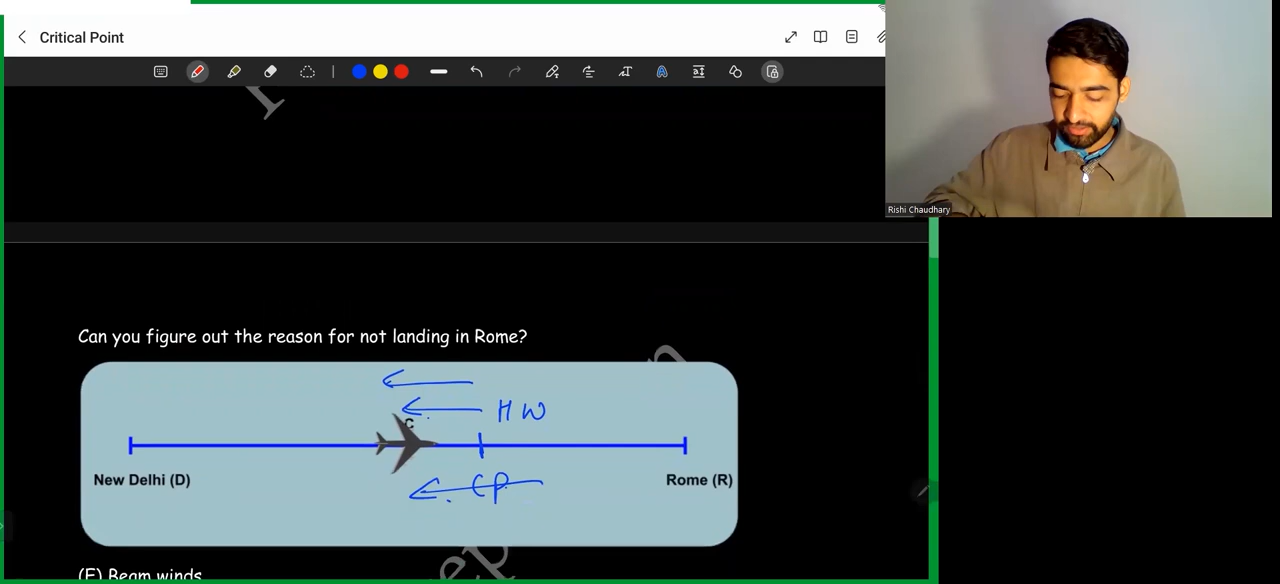 Critical Point
Rishi Chaudhary
Can you figure out the reason for not landing in Rome?
H W
C
New Delhi (D)
CP
Rome (R)
(E) Beam winds